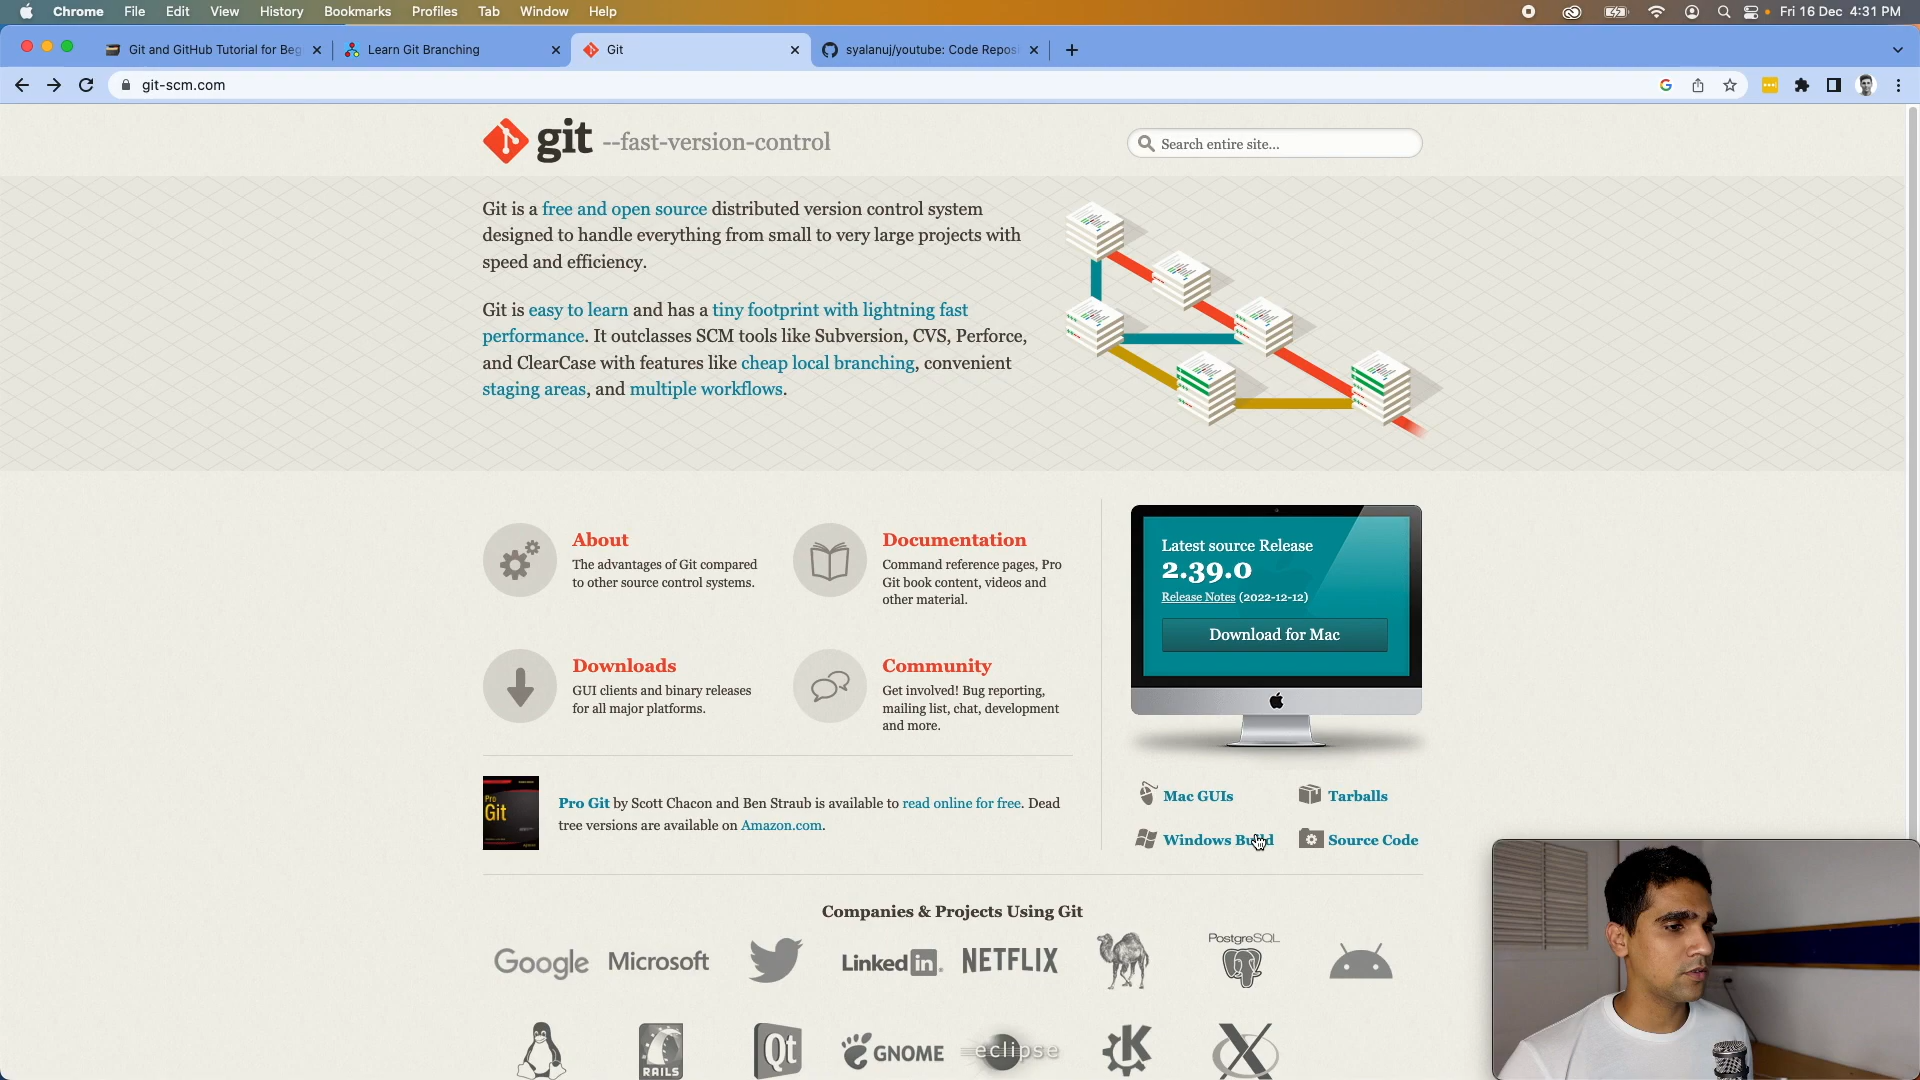 Chrome File Edit View History Bookmarks Profiles Tab Window Help Fri 16 Dec 4:31 PM
Git and GitHub Tutorial for Beg Learn Git Branching Git syalanuj/youtube: Code Reposi
git-scm.com
git --fast-version-control
Search entire site...
Git is a free and open source distributed version control system
designed to handle everything from small to very large projects with
speed and efficiency.
Git is easy to learn and has a tiny footprint with lightning fast
performance. It outclasses SCM tools like Subversion, CVS, Perforce,
and ClearCase with features like cheap local branching, convenient
staging areas, and multiple workflows.
About
The advantages of Git compared
to other source control systems.
Documentation
Command reference pages, Pro
Git book content, videos and
other material.
Downloads
GUI clients and binary releases
for all major platforms.
Community
Get involved! Bug reporting,
mailing list, chat, development
and more.
Latest source Release
2.39.0
Release Notes (2022-12-12)
Download for Mac
Mac GUIs Tarballs
Windows Build Source Code
Pro
Git
Pro Git by Scott Chacon and Ben Straub is available to read online for free. Dead
tree versions are available on Amazon.com.
Companies & Projects Using Git
Google Microsoft LinkedIn NETFLIX PostgreSQL
RAILS Qt GNOME eclipse